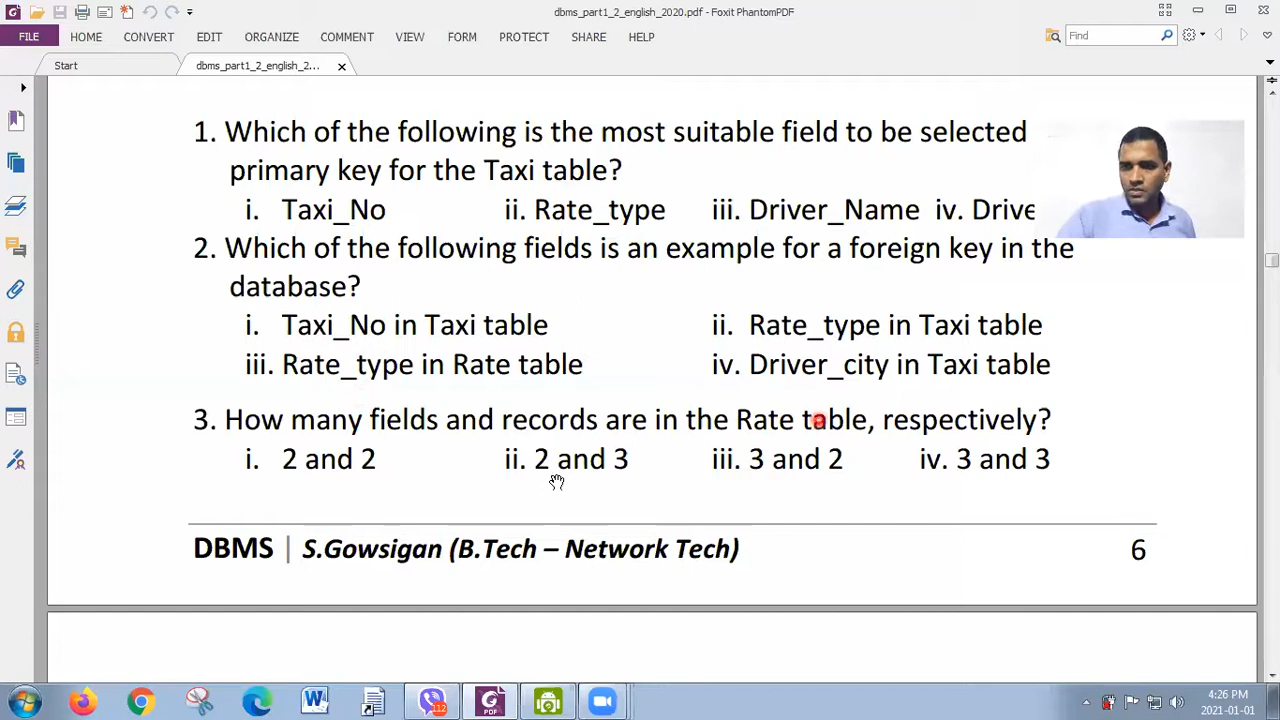 dbms_part1_2_english_2020.pdf - Foxit PhantomPDF
FILE HOME CONVERT EDIT ORGANIZE COMMENT VIEW FORM PROTECT SHARE HELP
Find
Start dbms_part1_2_english_2...
1. Which of the following is the most suitable field to be selected
primary key for the Taxi table?
i. Taxi_No ii. Rate_type iii. Driver_Name iv. Drive
2. Which of the following fields is an example for a foreign key in the
database?
i. Taxi_No in Taxi table ii. Rate_type in Taxi table
iii. Rate_type in Rate table iv. Driver_city in Taxi table
3. How many fields and records are in the Rate table, respectively?
i. 2 and 2 ii. 2 and 3 iii. 3 and 2 iv. 3 and 3
DBMS | S.Gowsigan (B.Tech – Network Tech) 6
112
PDF
4:26 PM
2021-01-01